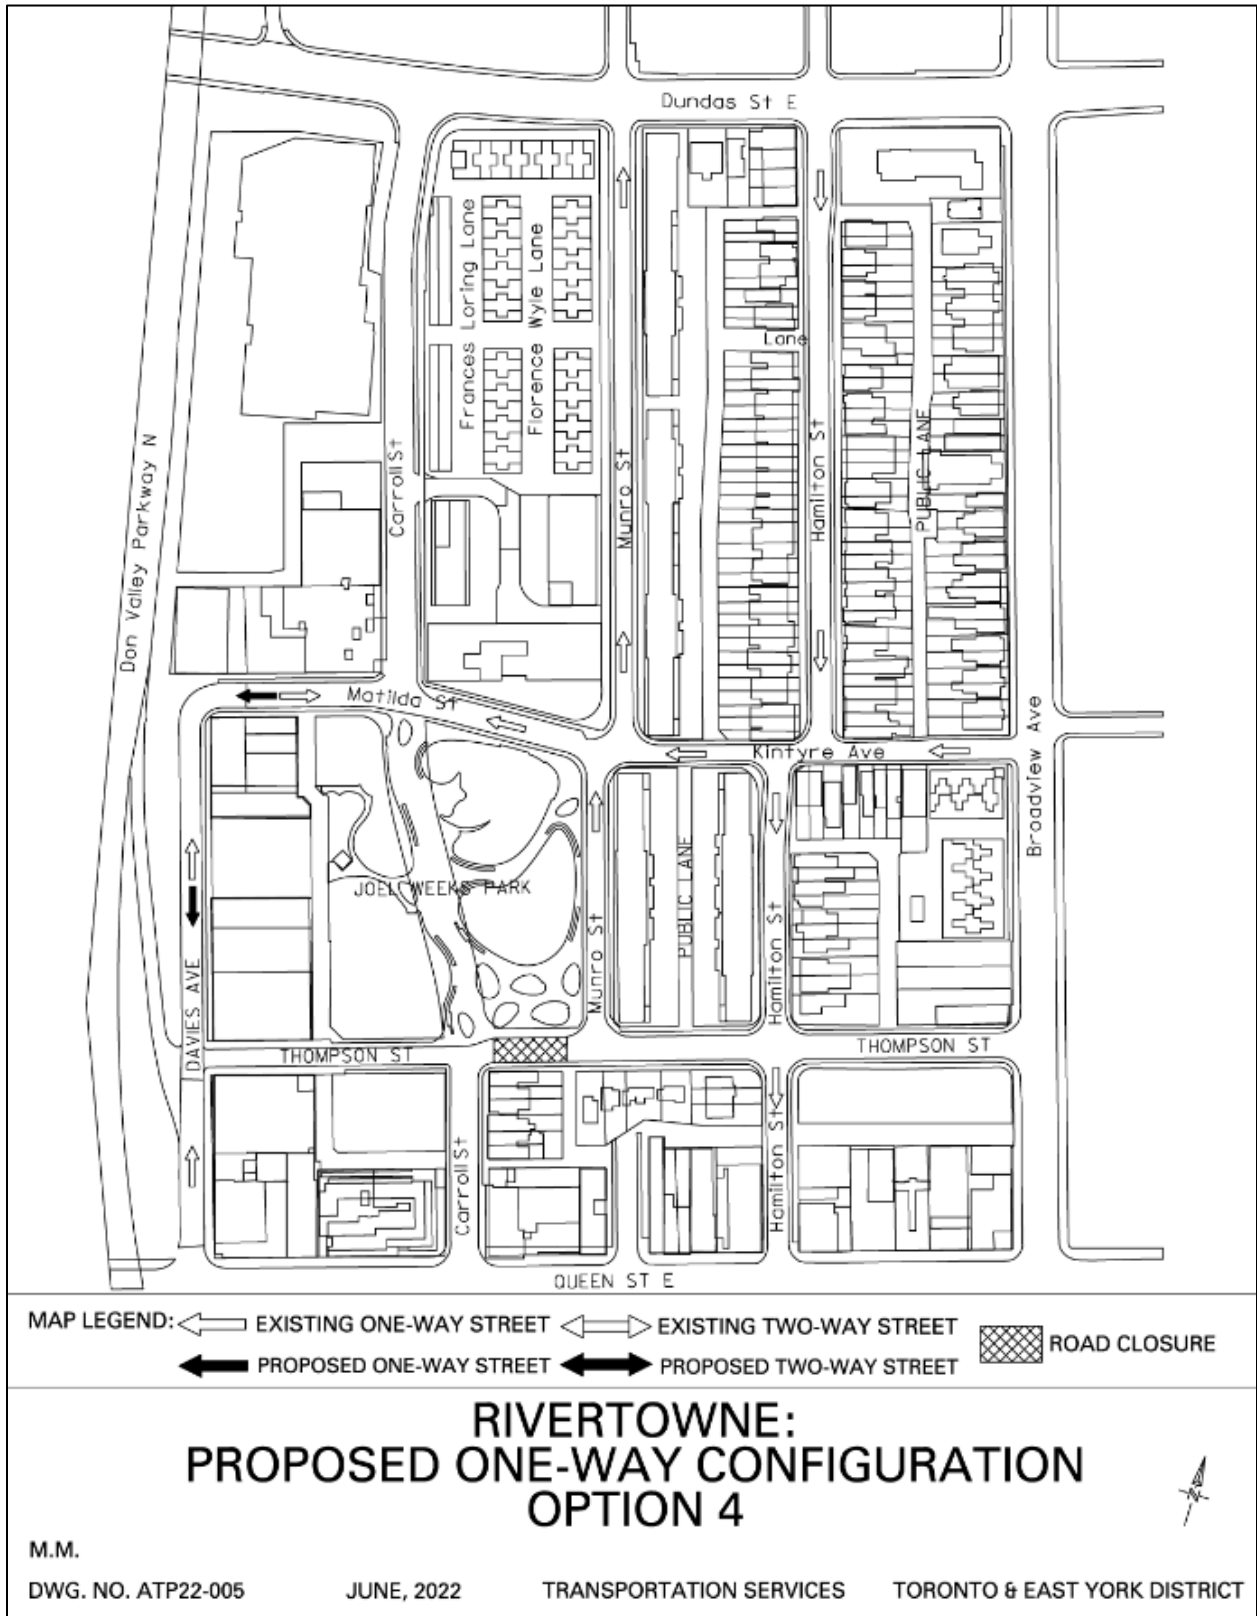 Dundas St E
Frances Loring Lane
Florence Wyle Lane
Lane
Carroll St
Munro St
Hamilton St
PUBLIC LANE
Don Valley Parkway N
Matilda St
Kintyre Ave
Broadview Ave
JOEL WEEKS PARK
PUBLIC LANE
Munro St
Hamilton St
DAVIES AVE
THOMPSON ST
THOMPSON ST
Carroll St
Hamilton St
QUEEN ST E
MAP LEGEND: EXISTING ONE-WAY STREET EXISTING TWO-WAY STREET ROAD CLOSURE
PROPOSED ONE-WAY STREET PROPOSED TWO-WAY STREET
RIVERTOWNE:
PROPOSED ONE-WAY CONFIGURATION
OPTION 4
M.M.
DWG. NO. ATP22-005 JUNE, 2022 TRANSPORTATION SERVICES TORONTO & EAST YORK DISTRICT